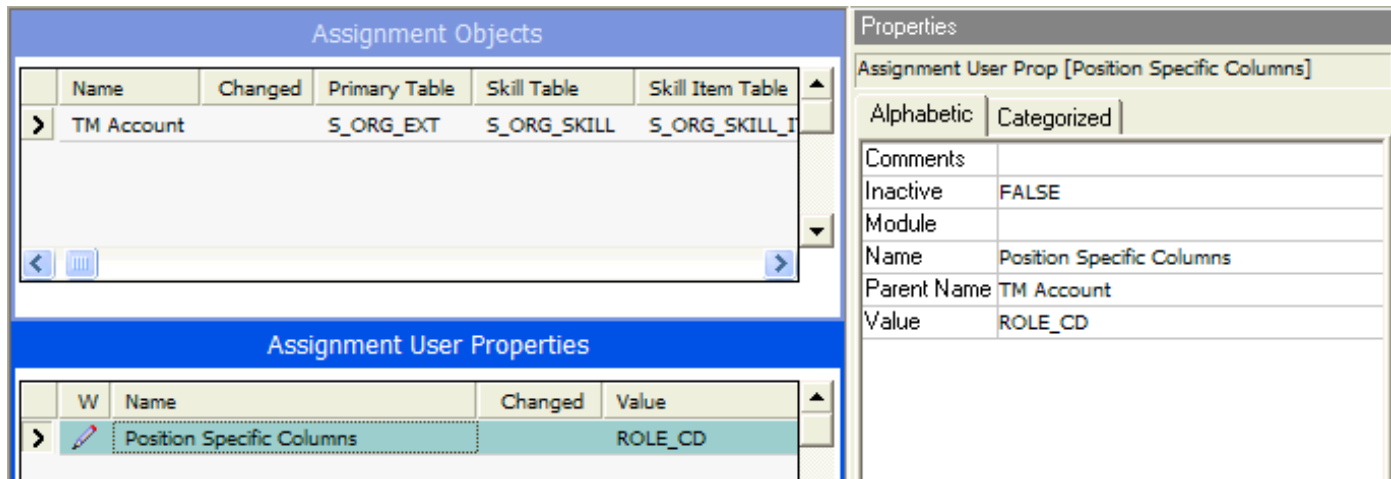 Assignment Objects
Name Changed Primary Table Skill Table Skill Item Table
TM Account S_ORG_EXT S_ORG_SKILL S_ORG_SKILL_I
Assignment User Properties
W Name Changed Value
Position Specific Columns ROLE_CD
Properties
Assignment User Prop [Position Specific Columns]
Alphabetic Categorized
Comments
Inactive FALSE
Module
Name Position Specific Columns
Parent Name TM Account
Value ROLE_CD